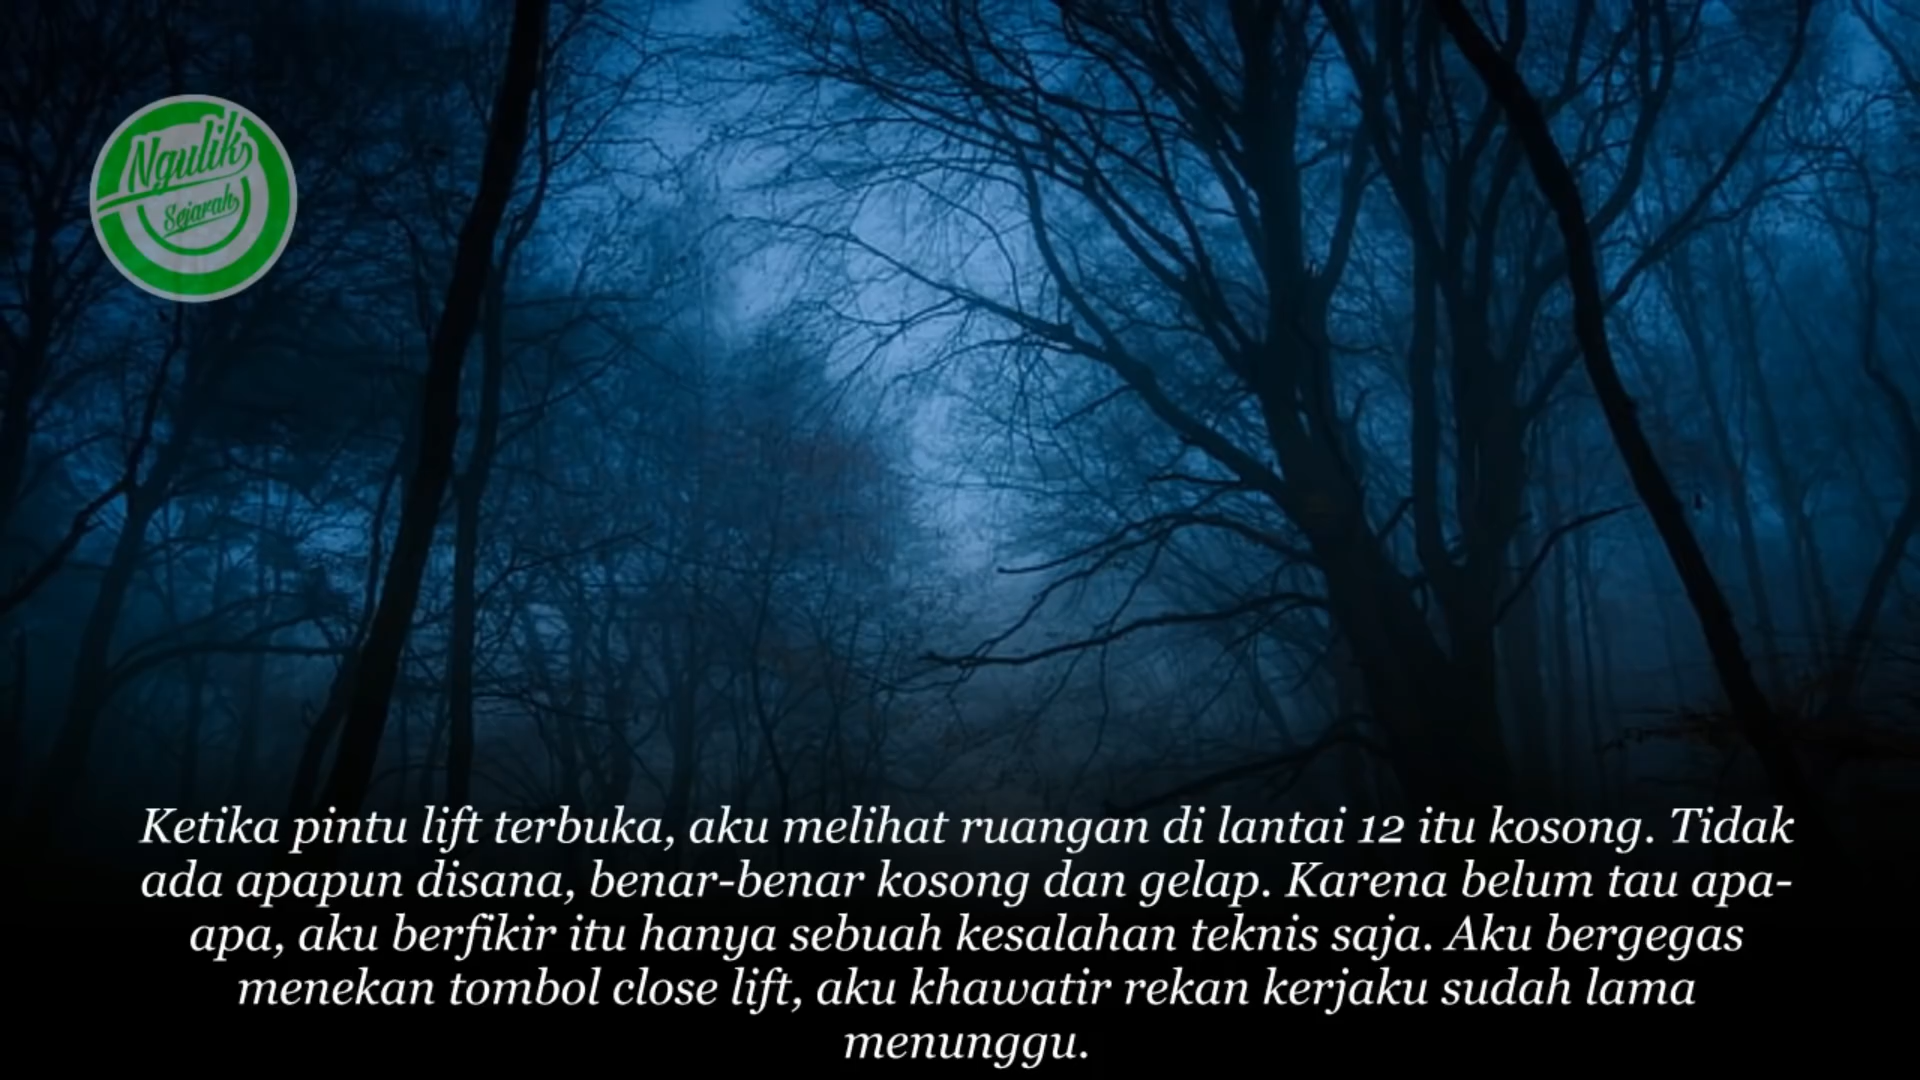 Ngulik
Sejarah
Ketika pintu lift terbuka, aku melihat ruangan di lantai 12 itu kosong. Tidak
ada apapun disana, benar-benar kosong dan gelap. Karena belum tau apa-
apa, aku berfikir itu hanya sebuah kesalahan teknis saja. Aku bergegas
menekan tombol close lift, aku khawatir rekan kerjaku sudah lama
menunggu.